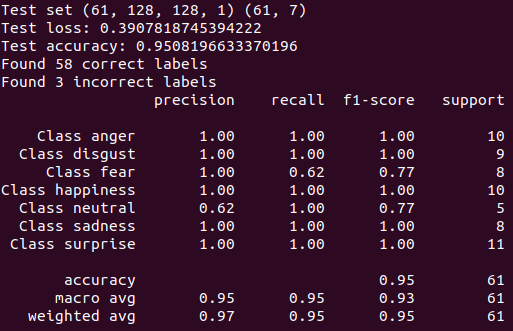 Test set (61, 128, 128, 1) (61, 7)
Test loss: 0.3907818745394222
Test accuracy: 0.9508196633370196
Found 58 correct labels
Found 3 incorrect labels
precision recall f1-score support
Class anger 1.00 1.00 1.00 10
Class disgust 1.00 1.00 1.00 9
Class fear 1.00 0.62 0.77 8
Class happiness 1.00 1.00 1.00 10
Class neutral 0.62 1.00 0.77 5
Class sadness 1.00 1.00 1.00 8
Class surprise 1.00 1.00 1.00 11
accuracy 0.95 61
macro avg 0.95 0.95 0.93 61
weighted avg 0.97 0.95 0.95 61